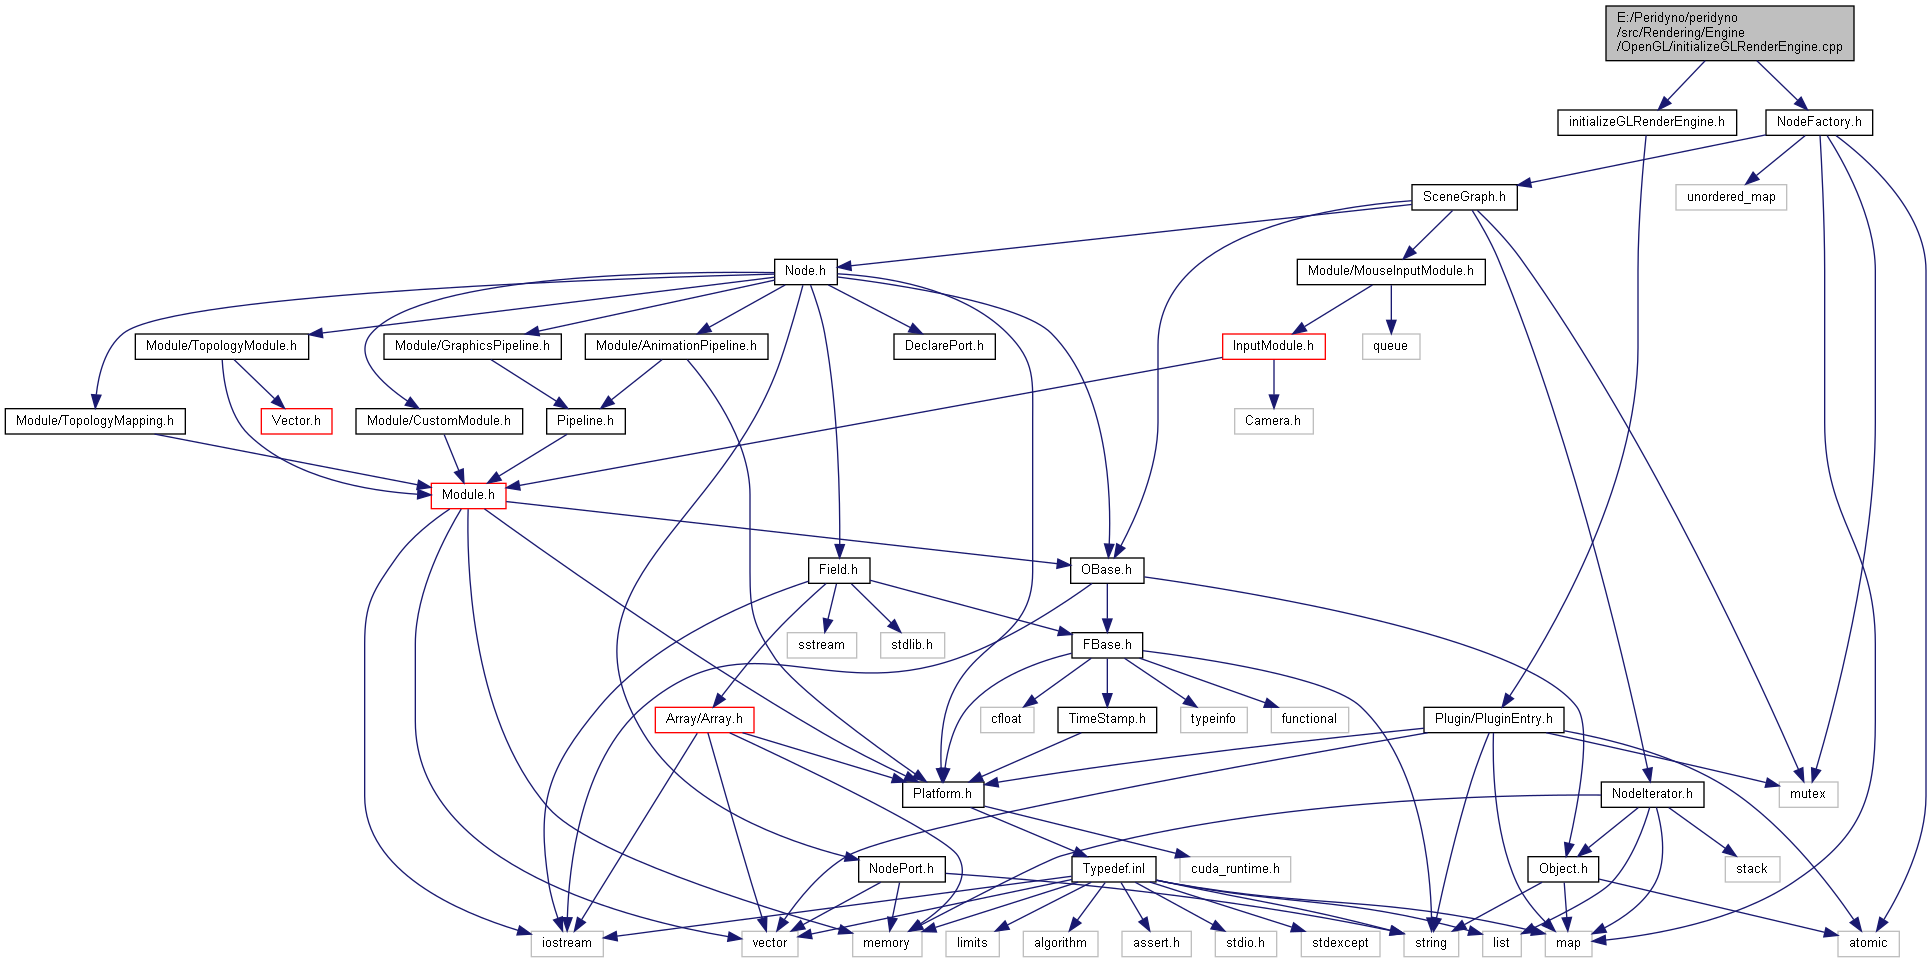 E:/Peridyno/peridyno
/src/Rendering/Engine
/OpenGL/initializeGLRenderEngine.cpp
initializeGLRenderEngine.h
NodeFactory.h
SceneGraph.h
unordered_map
Node.h
Module/MouseInputModule.h
Module/TopologyModule.h
Module/GraphicsPipeline.h
Module/AnimationPipeline.h
DeclarePort.h
InputModule.h
queue
Module/TopologyMapping.h
Vector.h
Module/CustomModule.h
Pipeline.h
Camera.h
Module.h
Field.h
OBase.h
sstream
stdlib.h
FBase.h
Array/Array.h
cfloat
TimeStamp.h
typeinfo
functional
Plugin/PluginEntry.h
Platform.h
NodeIterator.h
mutex
NodePort.h
Typedef.inl
cuda_runtime.h
Object.h
stack
iostream
vector
memory
limits
algorithm
assert.h
stdio.h
stdexcept
string
list
map
atomic